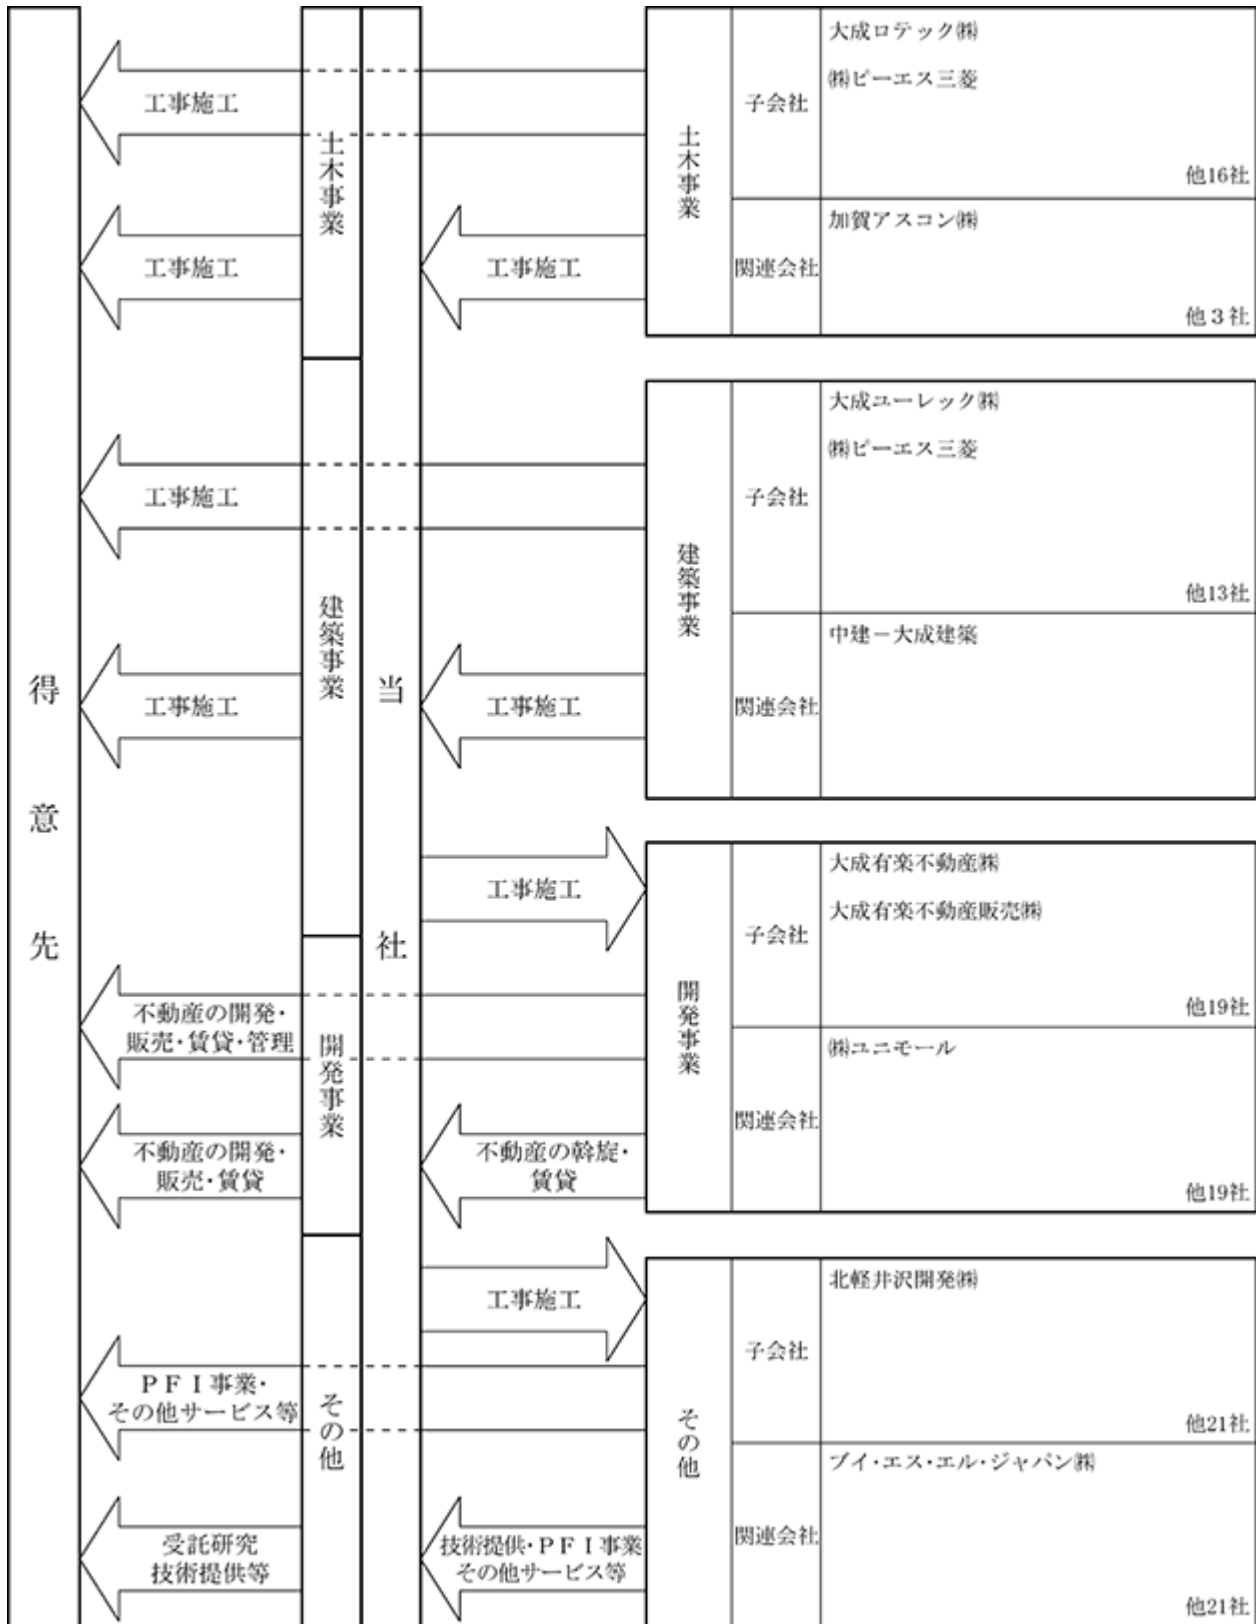 得意先
工事施工
工事施工
工事施工
工事施工
不動産の開発・
販売・賃貸・管理
不動産の開発・
販売・賃貸
PFI事業・
その他サービス等
受託研究
技術提供等
土木事業
建築事業
開発事業
その他
当社
工事施工
工事施工
工事施工
不動産の斡旋・
賃貸
工事施工
技術提供・PFI事業
その他サービス等
土木事業
子会社
大成ロテック㈱
㈱ピーエス三菱
他16社
関連会社
加賀アスコン㈱
他3社
建築事業
子会社
大成ユーレック㈱
㈱ピーエス三菱
他13社
関連会社
中建－大成建築
開発事業
子会社
大成有楽不動産㈱
大成有楽不動産販売㈱
他19社
関連会社
㈱ユニモール
他19社
その他
子会社
北軽井沢開発㈱
他21社
関連会社
ブイ・エス・エル・ジャパン㈱
他21社